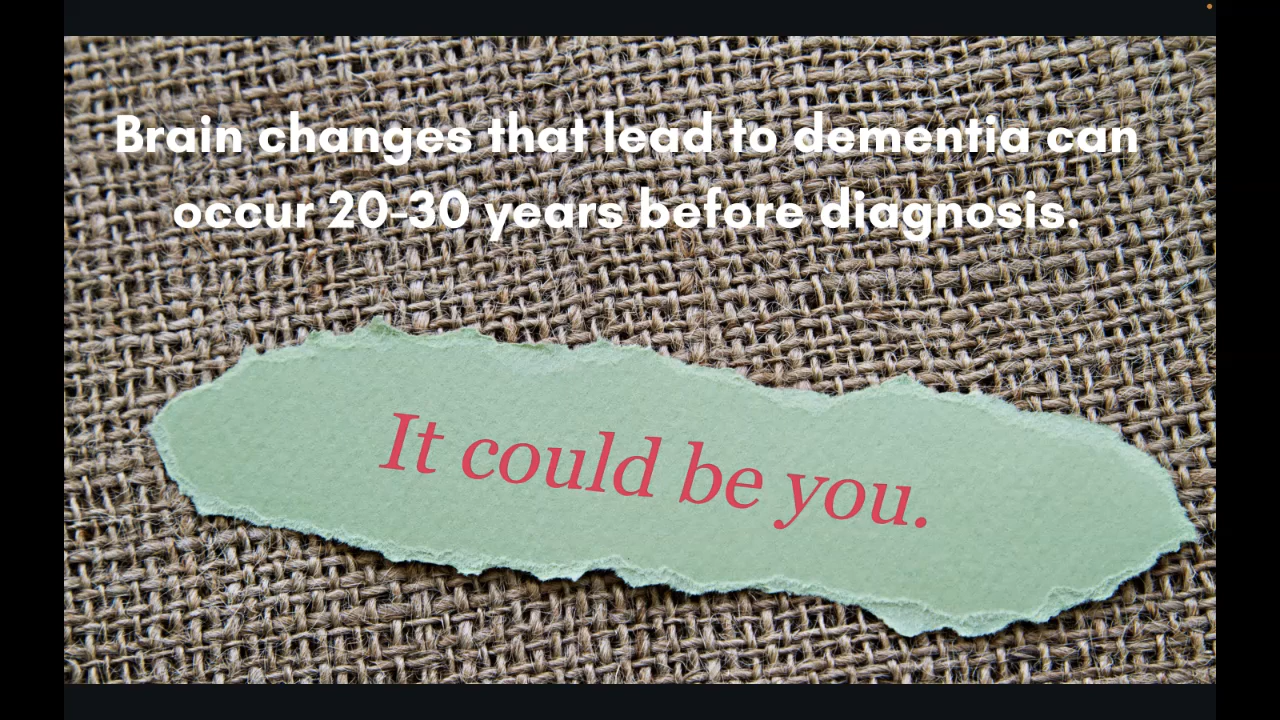 Brain changes that lead to dementia can
occur 20-30 years before diagnosis.
It could be you.